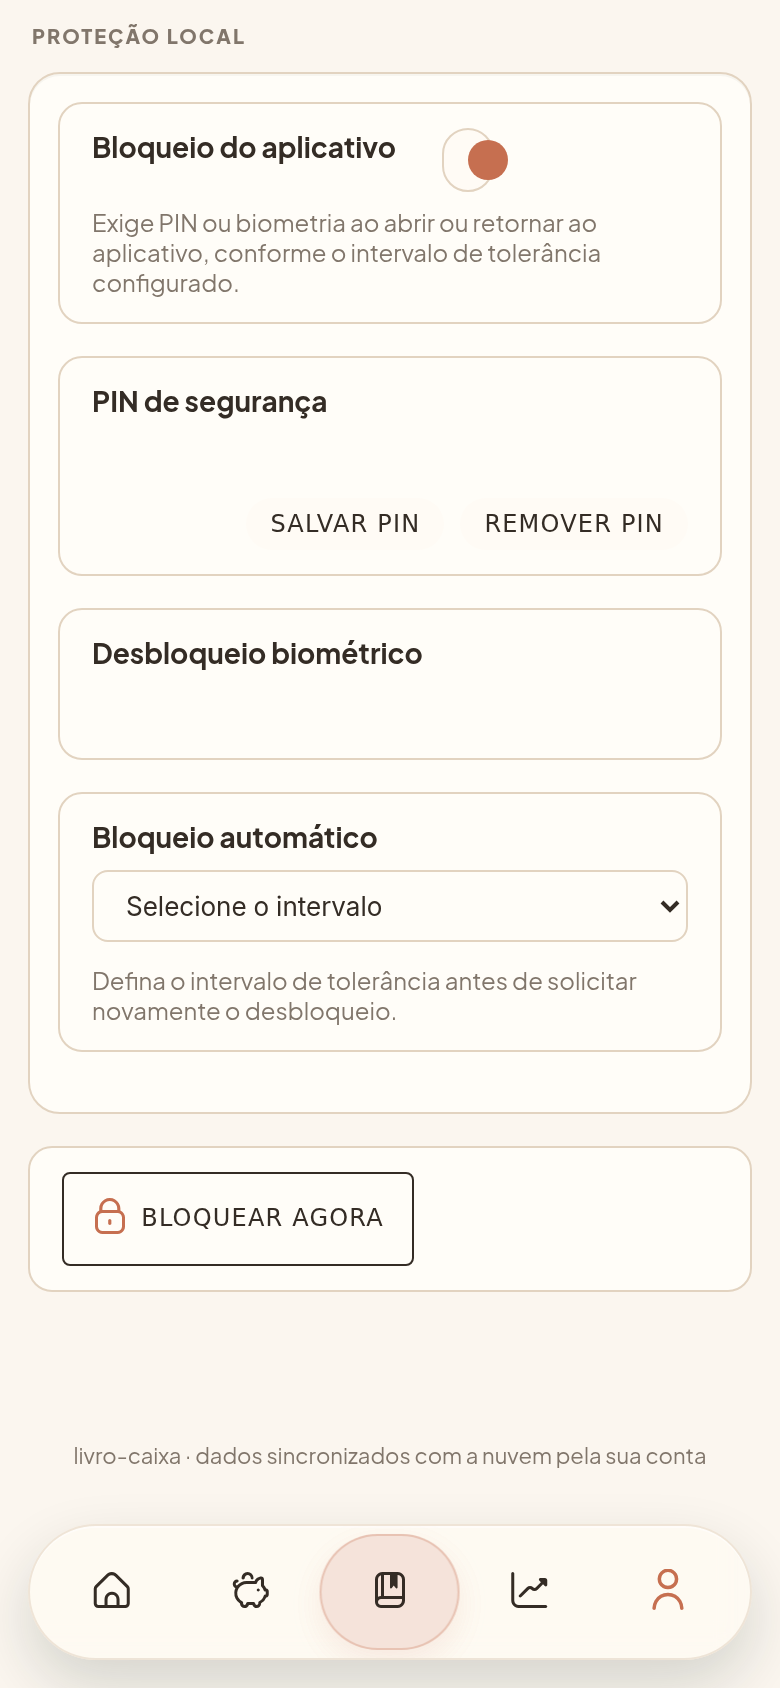 PROTEÇÃO LOCAL
Bloqueio do aplicativo
Exige PIN ou biometria ao abrir ou retornar ao
aplicativo, conforme o intervalo de tolerância
configurado.
PIN de segurança
SALVAR PIN
REMOVER PIN
Desbloqueio biométrico
Bloqueio automático
Selecione o intervalo
Defina o intervalo de tolerância antes de solicitar
novamente o desbloqueio.
BLOQUEAR AGORA
livro-caixa · dados sincronizados com a nuvem pela sua conta